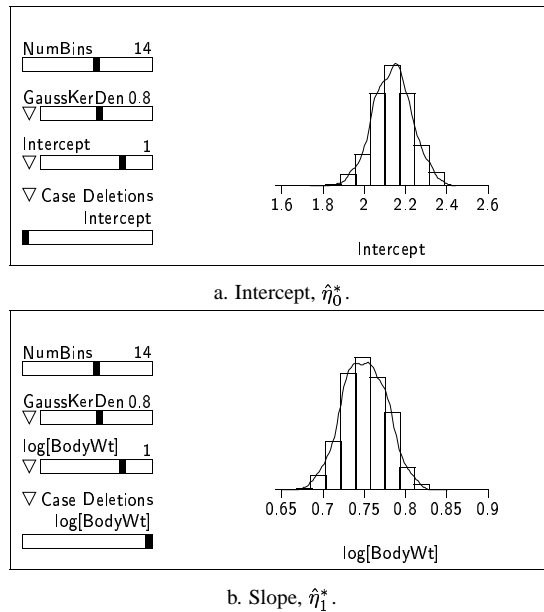 NumBins 14
GaussKerDen 0.8
▽
Intercept 1
▽
▽ Case Deletions
Intercept
1.6 1.8 2 2.2 2.4 2.6
Intercept
a. Intercept, η̂₀*.
NumBins 14
GaussKerDen 0.8
▽
log[BodyWt] 1
▽
▽ Case Deletions
log[BodyWt]
0.65 0.7 0.75 0.8 0.85 0.9
log[BodyWt]
b. Slope, η̂₁*.